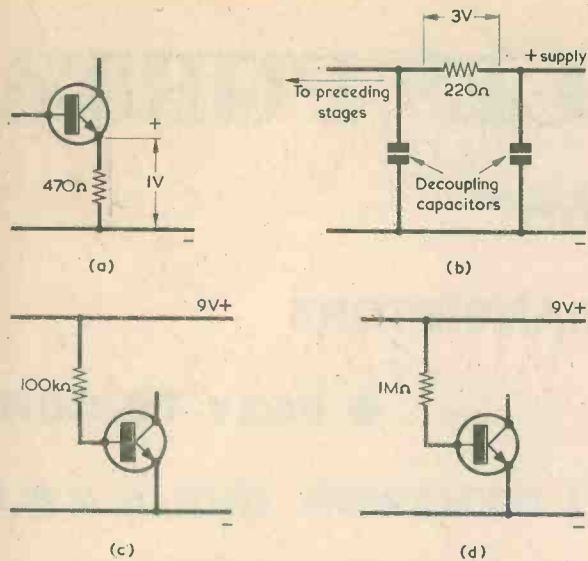 3V
+ supply
220Ω
To preceding
stages
Decoupling
capacitors
+
470Ω
1V
−
−
(a)
(b)
9V+
9V+
100kΩ
1MΩ
−
−
(c)
(d)